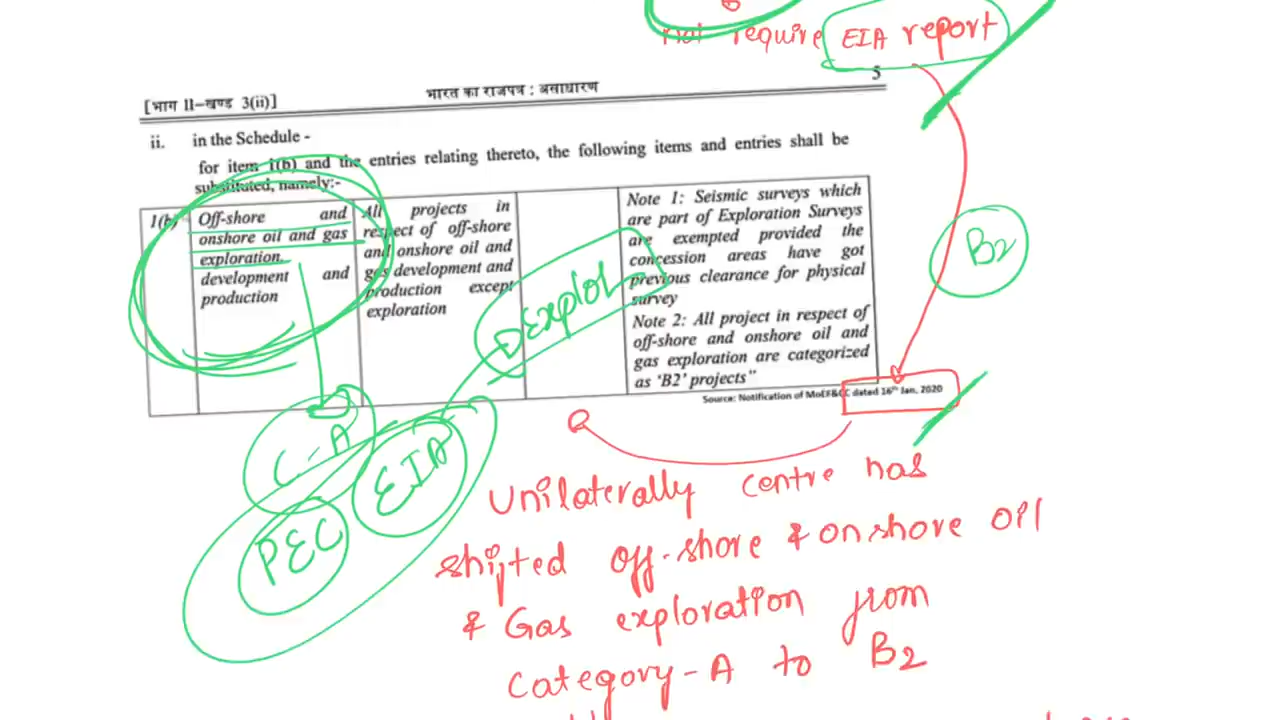 not require EIA report
[भाग II—खण्ड 3(ii)]
भारत का राजपत्र : असाधारण
5
ii. in the Schedule -
for item 1(b) and the entries relating thereto, the following items and entries shall be
substituted, namely:-
1(b)
Off-shore and
onshore oil and gas
exploration,
development and
production
All projects in
respect of off-shore
and onshore oil and
gas development and
production except
exploration
Note 1: Seismic surveys which
are part of Exploration Surveys
are exempted provided the
concession areas have got
previous clearance for physical
survey
Note 2: All project in respect of
off-shore and onshore oil and
gas exploration are categorized
as 'B2' projects"
Source: Notification of MoEF&CC dated 16th Jan, 2020
B2
Explol
C-A
EIA
PEC
Unilaterally centre has
shifted off-shore & onshore oil
& Gas exploration from
category-A to B2